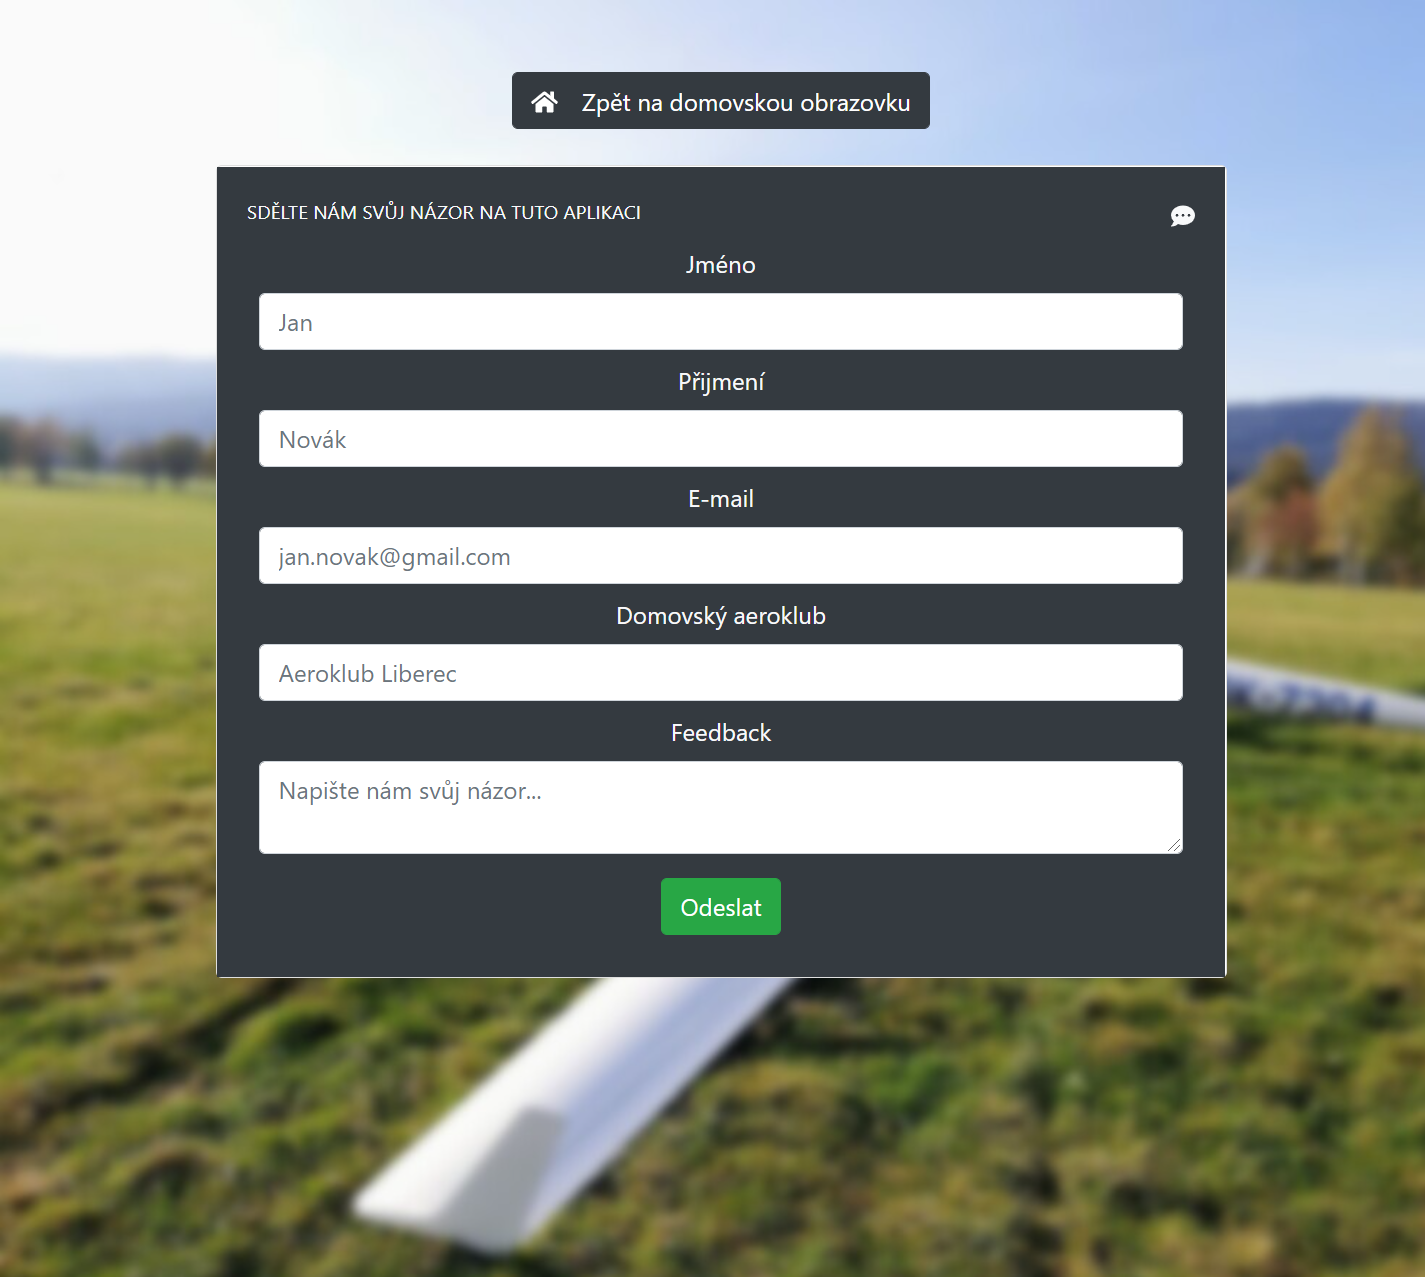 Zpět na domovskou obrazovku
SDĚLTE NÁM SVŮJ NÁZOR NA TUTO APLIKACI
Jméno
Jan
Přijmení
Novák
E-mail
jan.novak@gmail.com
Domovský aeroklub
Aeroklub Liberec
Feedback
Napište nám svůj názor...
Odeslat